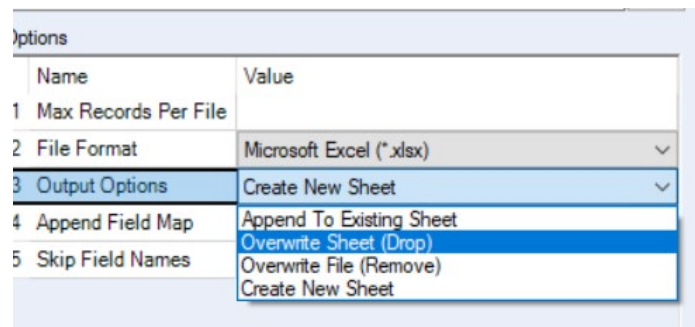 Options
Name Value
1 Max Records Per File
2 File Format Microsoft Excel (*.xlsx)
3 Output Options Create New Sheet
4 Append Field Map Append To Existing Sheet
Overwrite Sheet (Drop)
5 Skip Field Names Overwrite File (Remove)
Create New Sheet